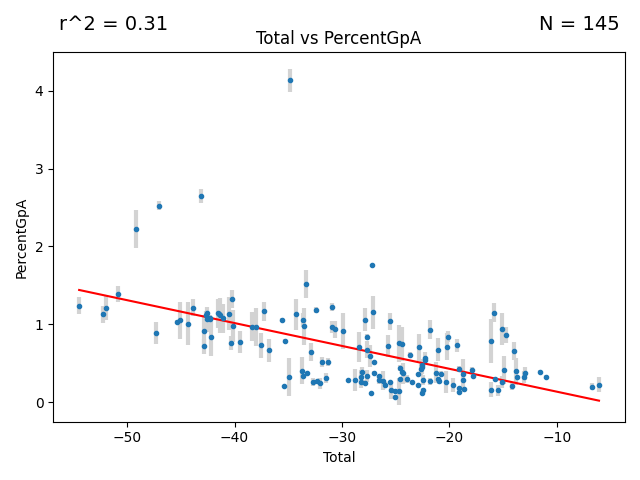 r^2 = 0.31
N = 145
Total vs PercentGpA
PercentGpA
4
3
2
1
0
−50
−40
−30
−20
−10
Total